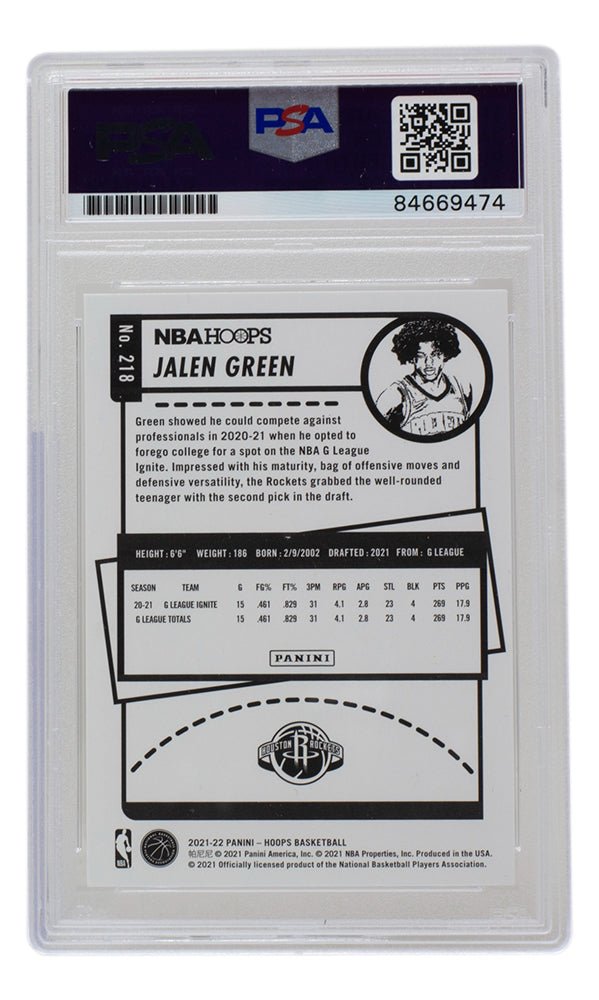 PSA
PSA
84669474
No. 218
NBA HOOPS
JALEN GREEN
ROCKETS
Green showed he could compete against
professionals in 2020-21 when he opted to
forego college for a spot on the NBA G League
Ignite. Impressed with his maturity, bag of offensive moves and
defensive versatility, the Rockets grabbed the well-rounded
teenager with the second pick in the draft.
HEIGHT: 6'6" WEIGHT: 186 BORN: 2/9/2002 DRAFTED: 2021 FROM: G LEAGUE
SEASON TEAM G FG% FT% 3PM RPG APG STL BLK PTS PPG
20-21 G LEAGUE IGNITE 15 .461 .829 31 4.1 2.8 23 4 269 17.9
G LEAGUE TOTALS 15 .461 .829 31 4.1 2.8 23 4 269 17.9
PANINI
HOUSTON R ROCKETS
NBA
2021-22 PANINI – HOOPS BASKETBALL
帕尼尼 © 2021 Panini America, Inc. © 2021 NBA Properties, Inc. Produced in the USA.
© 2021 Officially licensed product of the National Basketball Players Association.
PSA